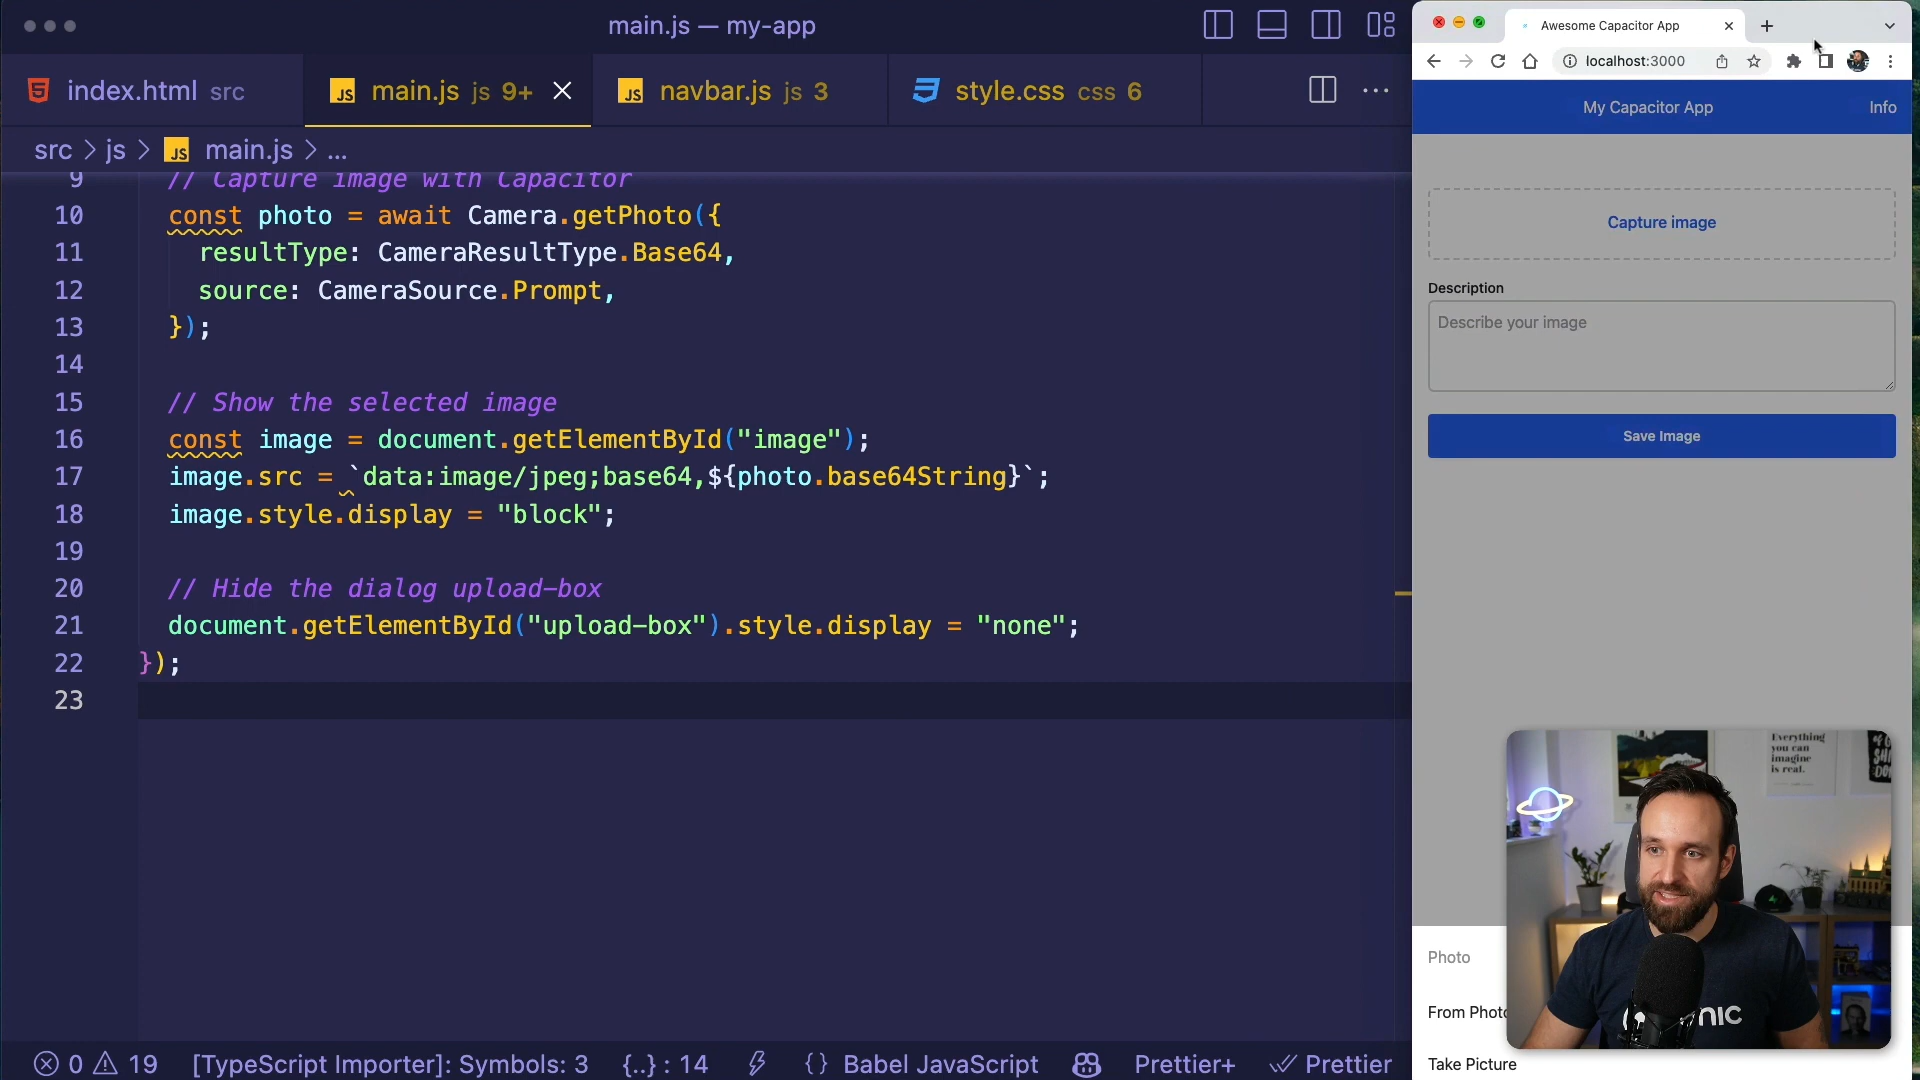 main.js — my-app
index.html src
main.js js 9+
navbar.js js 3
style.css css 6
src > js > main.js > ...
9 // Capture image with Capacitor
10 const photo = await Camera.getPhoto({
11 resultType: CameraResultType.Base64,
12 source: CameraSource.Prompt,
13 });
14
15 // Show the selected image
16 const image = document.getElementById("image");
17 image.src = `data:image/jpeg;base64,${photo.base64String}`;
18 image.style.display = "block";
19
20 // Hide the dialog upload-box
21 document.getElementById("upload-box").style.display = "none";
22 });
23
0 19 [TypeScript Importer]: Symbols: 3 {..} : 14 {} Babel JavaScript Prettier+ Prettier
Awesome Capacitor App
localhost:3000
My Capacitor App
Info
Capture image
Description
Describe your image
Save Image
Everything
you can
imagine
is real.
Photo
From Photo
Take Picture